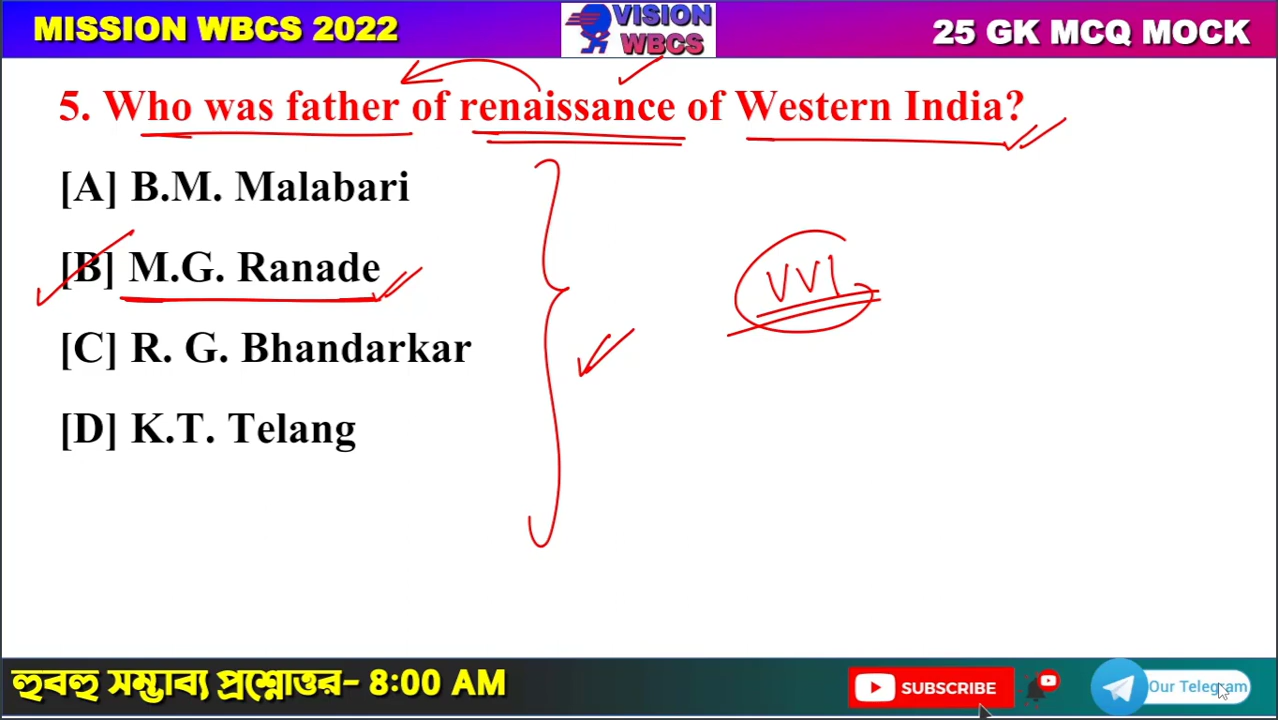 MISSION WBCS 2022
VISION
WBCS
25 GK MCQ MOCK
5. Who was father of renaissance of Western India?
[A] B.M. Malabari
[B] M.G. Ranade
VVI
[C] R. G. Bhandarkar
[D] K.T. Telang
হুবহু সম্ভাব্য প্রশ্নোত্তর- 8:00 AM
SUBSCRIBE
Our Telegram